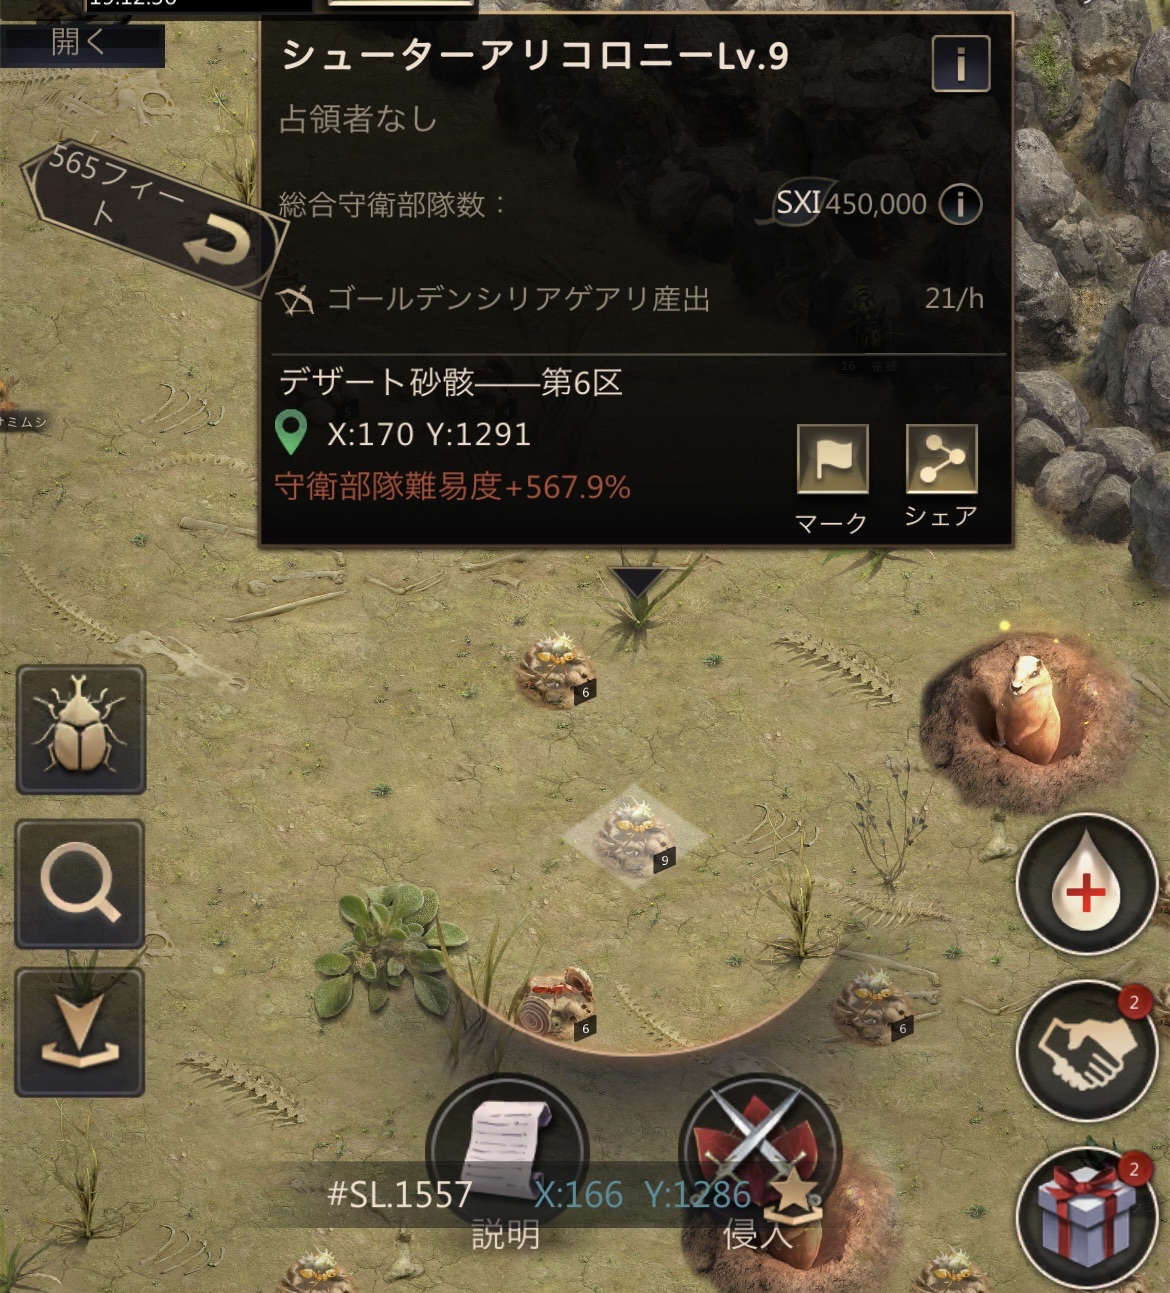 開く
シューターアリコロニーLv.9
占領者なし
565フィー
ト
総合守衛部隊数：
SXI 450,000
ゴールデンシリアゲアリ産出
21/h
デザート砂骸——第6区
X:170 Y:1291
守衛部隊難易度+567.9%
マーク
シェア
ミムシ
6
9
6
6
2
2
#SL.1557
X:166 Y:1286
説明
侵入